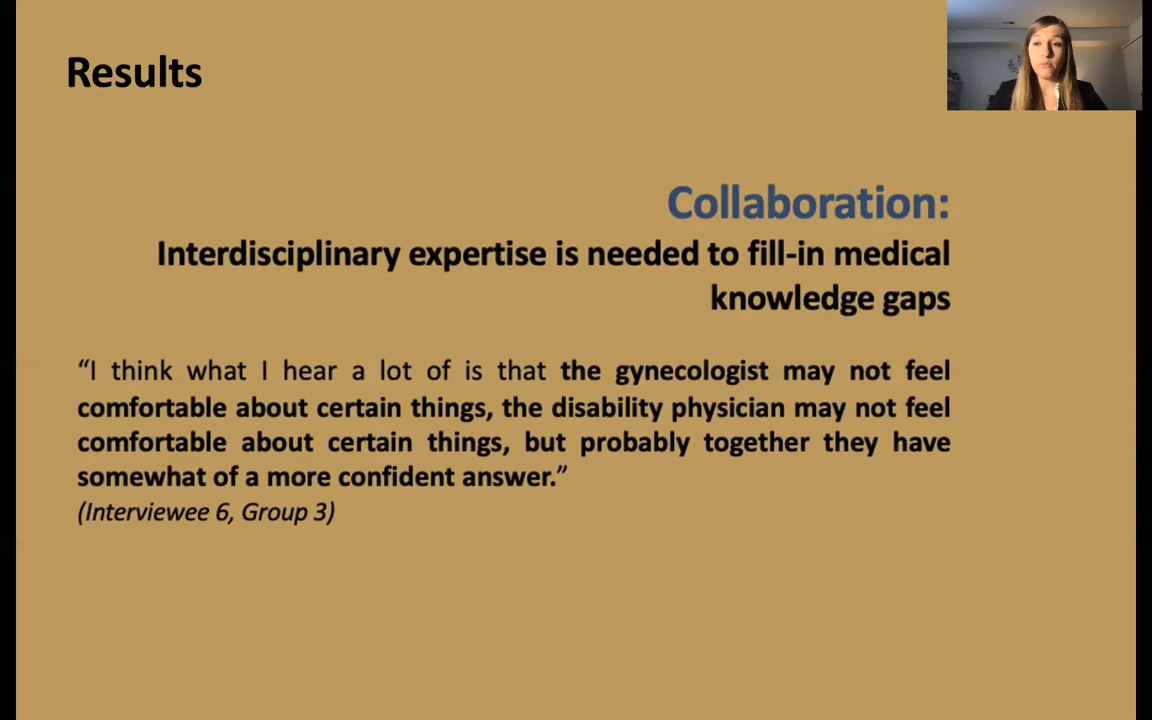 Results
Collaboration:
Interdisciplinary expertise is needed to fill-in medical
knowledge gaps
“I think what I hear a lot of is that the gynecologist may not feel
comfortable about certain things, the disability physician may not feel
comfortable about certain things, but probably together they have
somewhat of a more confident answer.”
(Interviewee 6, Group 3)